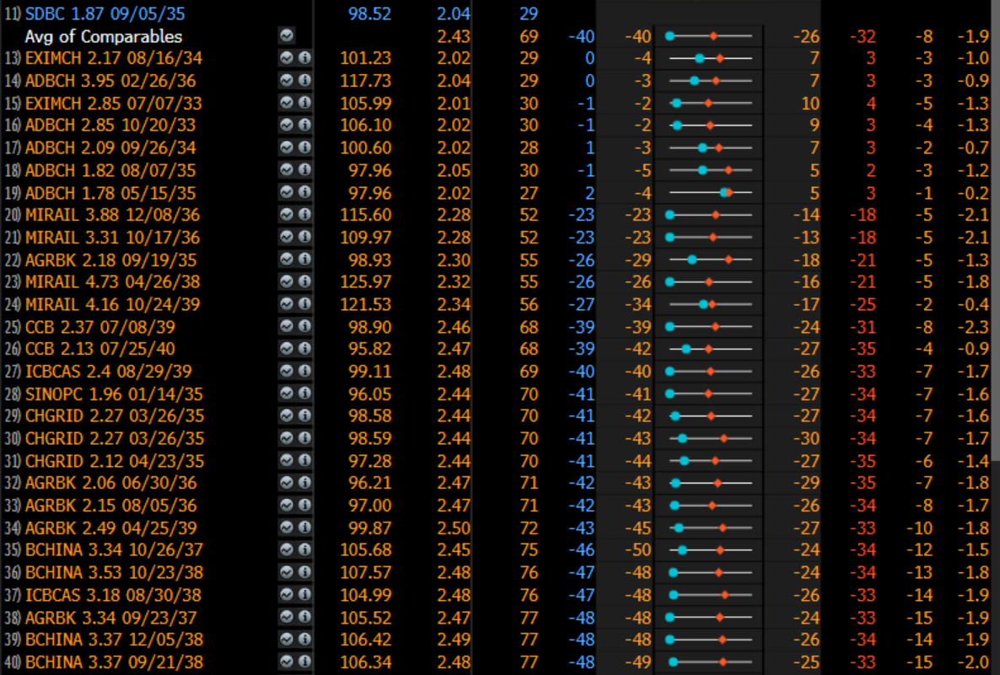 11) SDBC 1.87 09/05/35 98.52 2.04 29
Avg of Comparables 2.43 69 -40 -40 -26 -32 -8 -1.9
13) EXIMCH 2.17 08/16/34 101.23 2.02 29 0 -4 7 3 -3 -1.0
14) ADBCH 3.95 02/26/36 117.73 2.04 29 0 -3 7 3 -3 -0.9
15) EXIMCH 2.85 07/07/33 105.99 2.01 30 -1 -2 10 4 -5 -1.3
16) ADBCH 2.85 10/20/33 106.10 2.02 30 -1 -2 9 3 -4 -1.3
17) ADBCH 2.09 09/26/34 100.60 2.02 28 1 -3 7 3 -2 -0.7
18) ADBCH 1.82 08/07/35 97.96 2.05 30 -1 -5 5 2 -3 -1.2
19) ADBCH 1.78 05/15/35 97.96 2.02 27 2 -4 5 3 -1 -0.2
20) MIRAIL 3.88 12/08/36 115.60 2.28 52 -23 -23 -14 -18 -5 -2.1
21) MIRAIL 3.31 10/17/36 109.97 2.28 52 -23 -23 -13 -18 -5 -2.1
22) AGRBK 2.18 09/19/35 98.93 2.30 55 -26 -29 -18 -21 -5 -1.3
23) MIRAIL 4.73 04/26/38 125.97 2.32 55 -26 -26 -16 -21 -5 -1.8
24) MIRAIL 4.16 10/24/39 121.53 2.34 56 -27 -34 -17 -25 -2 -0.4
25) CCB 2.37 07/08/39 98.90 2.46 68 -39 -39 -24 -31 -8 -2.3
26) CCB 2.13 07/25/40 95.82 2.47 68 -39 -42 -27 -35 -4 -0.9
27) ICBCAS 2.4 08/29/39 99.11 2.48 69 -40 -40 -26 -33 -7 -1.7
28) SINOPC 1.96 01/14/35 96.05 2.44 70 -41 -41 -27 -34 -7 -1.6
29) CHGRID 2.27 03/26/35 98.58 2.44 70 -41 -42 -27 -34 -7 -1.6
30) CHGRID 2.27 03/26/35 98.59 2.44 70 -41 -43 -30 -34 -7 -1.7
31) CHGRID 2.12 04/23/35 97.28 2.44 70 -41 -44 -27 -35 -6 -1.4
32) AGRBK 2.06 06/30/36 96.21 2.47 71 -42 -43 -29 -35 -7 -1.8
33) AGRBK 2.15 08/05/36 97.00 2.47 71 -42 -43 -26 -34 -8 -1.7
34) AGRBK 2.49 04/25/39 99.87 2.50 72 -43 -45 -27 -33 -10 -1.8
35) BCHINA 3.34 10/26/37 105.68 2.45 75 -46 -50 -24 -34 -12 -1.5
36) BCHINA 3.53 10/23/38 107.57 2.48 76 -47 -48 -24 -34 -13 -1.8
37) ICBCAS 3.18 08/30/38 104.99 2.48 76 -47 -48 -26 -33 -14 -1.9
38) AGRBK 3.34 09/23/37 105.52 2.47 77 -48 -48 -24 -33 -15 -1.9
39) BCHINA 3.37 12/05/38 106.42 2.49 77 -48 -48 -26 -33 -14 -1.9
40) BCHINA 3.37 09/21/38 106.34 2.48 77 -48 -49 -25 -33 -15 -2.0